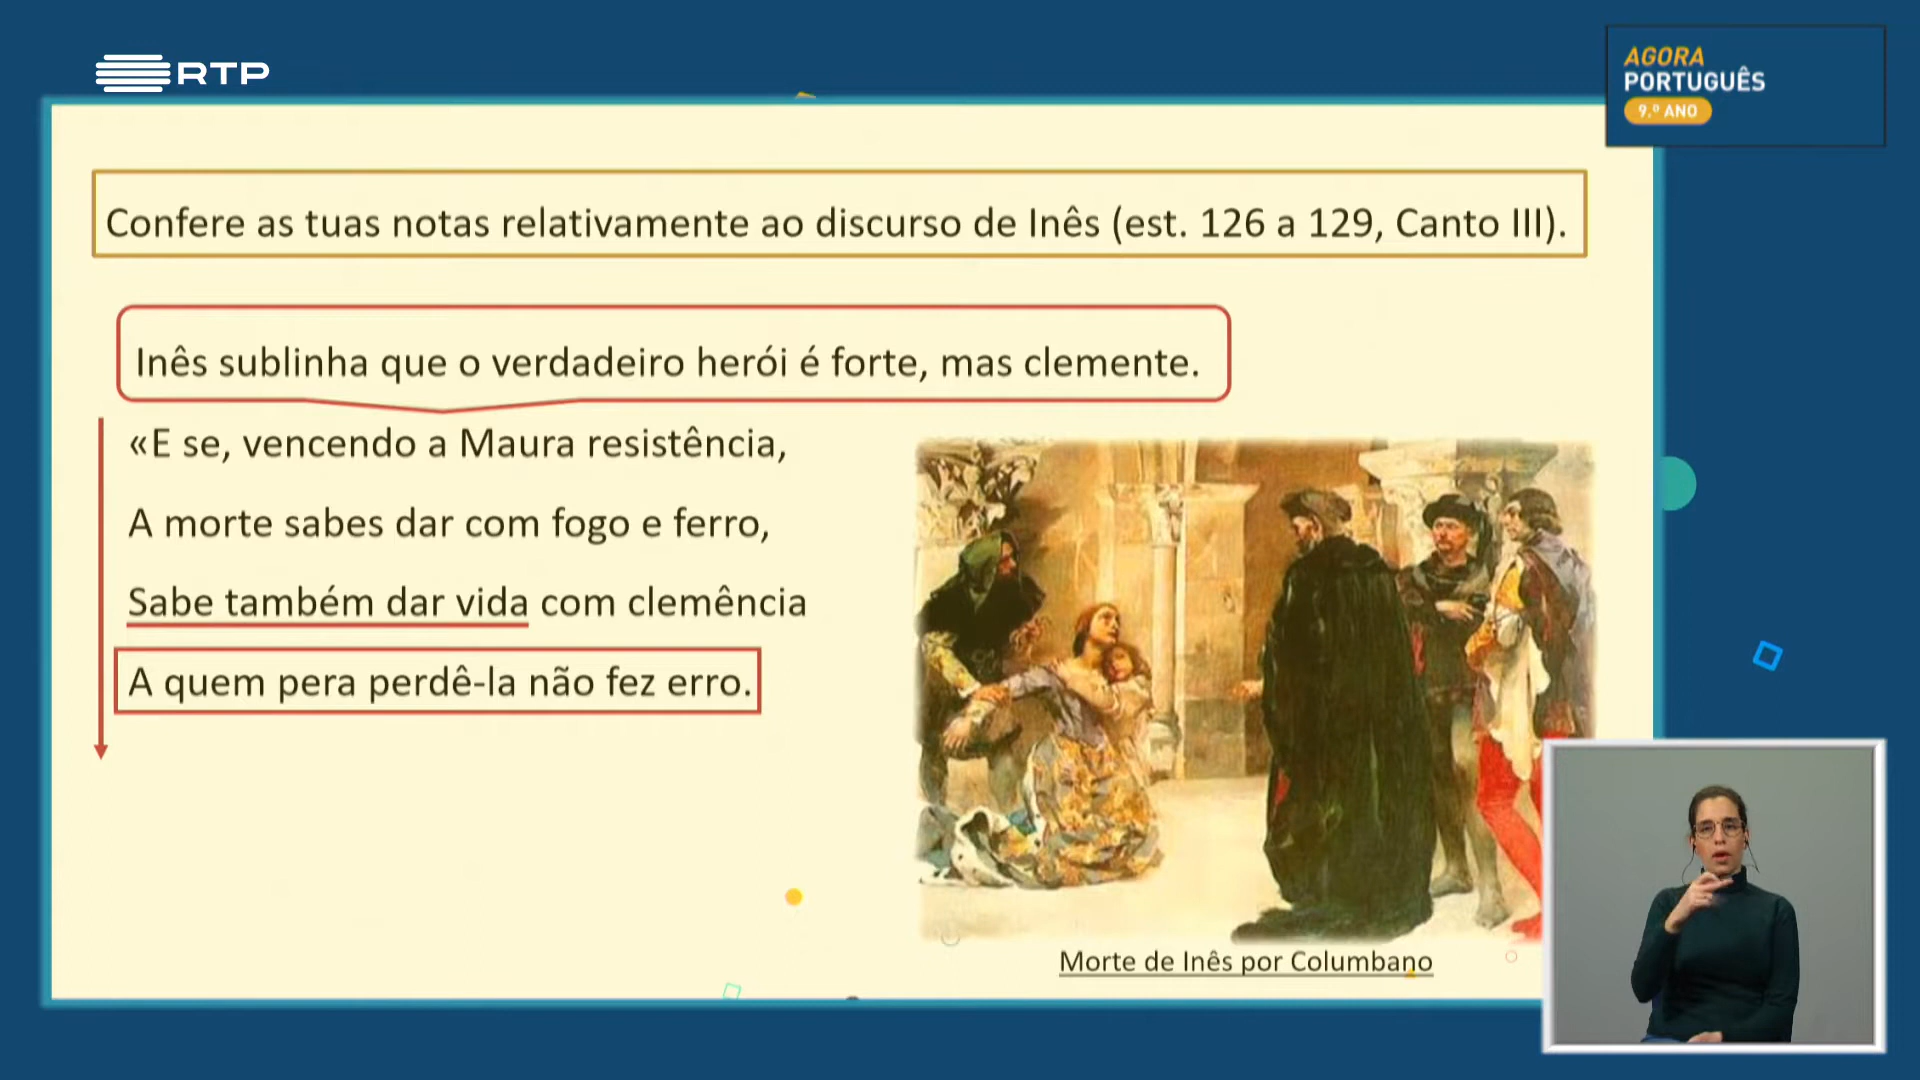 RTP
AGORA
PORTUGUÊS
9.º ANO
Confere as tuas notas relativamente ao discurso de Inês (est. 126 a 129, Canto III).
Inês sublinha que o verdadeiro herói é forte, mas clemente.
«E se, vencendo a Maura resistência,
A morte sabes dar com fogo e ferro,
Sabe também dar vida com clemência
A quem pera perdê-la não fez erro.
Morte de Inês por Columbano